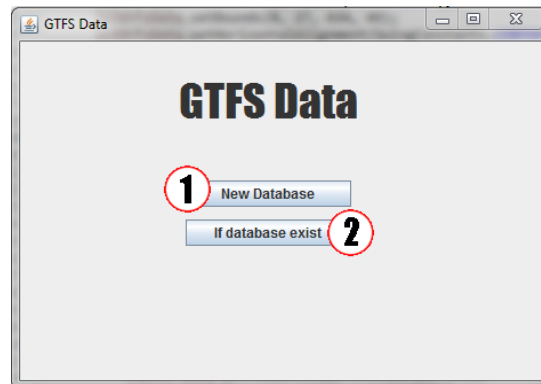 GTFS Data
GTFS Data
1 New Database
If database exist 2